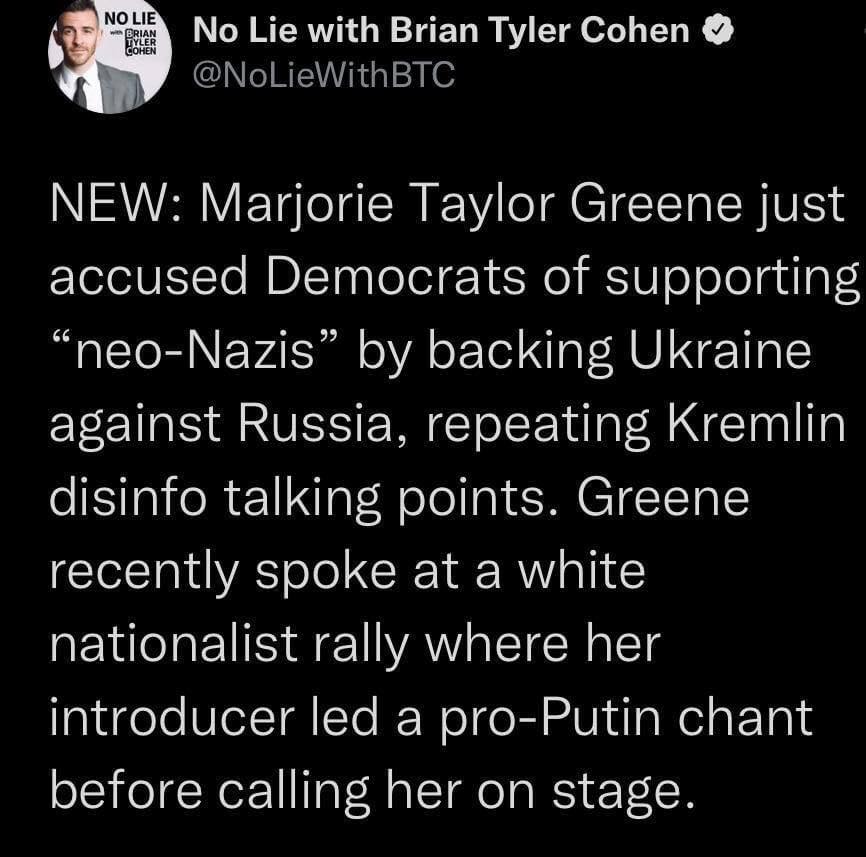 NO LIE
with BRIAN
TYLER
COHEN
No Lie with Brian Tyler Cohen
@NoLieWithBTC
NEW: Marjorie Taylor Greene just
accused Democrats of supporting
“neo-Nazis” by backing Ukraine
against Russia, repeating Kremlin
disinfo talking points. Greene
recently spoke at a white
nationalist rally where her
introducer led a pro-Putin chant
before calling her on stage.